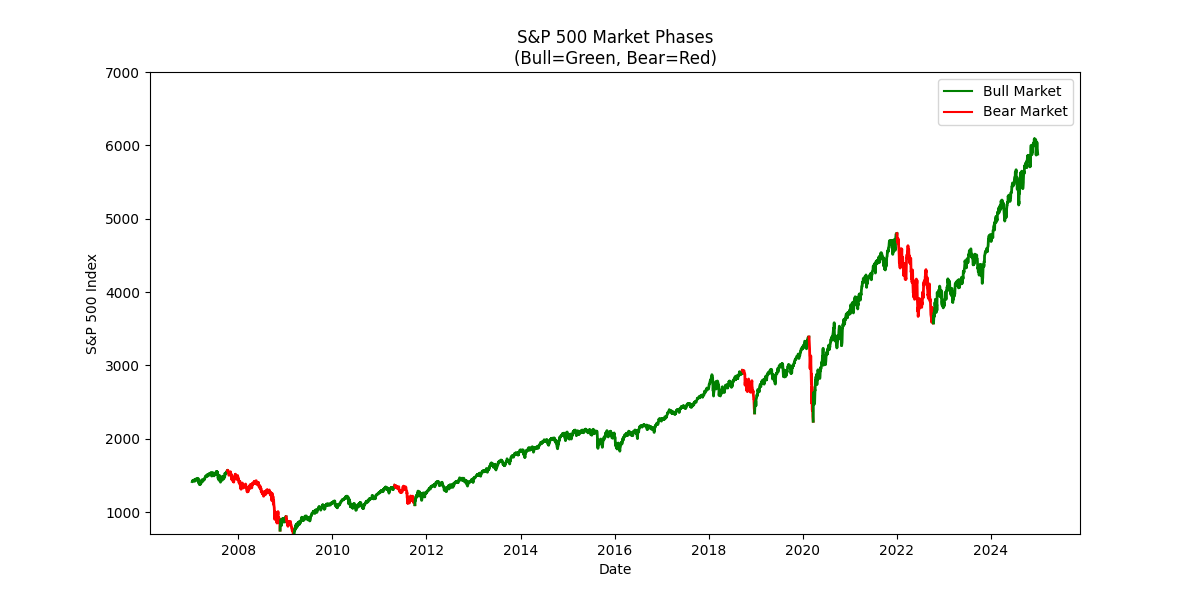 S&P 500 Market Phases
(Bull=Green, Bear=Red)
Bull Market
Bear Market
S&P 500 Index
7000
6000
5000
4000
3000
2000
1000
2008 2010 2012 2014 2016 2018 2020 2022 2024
Date